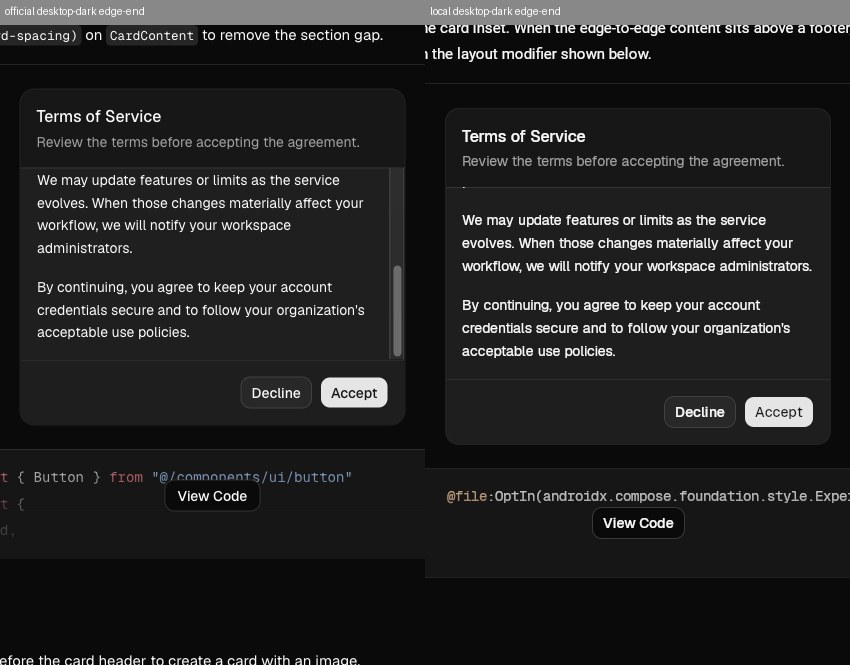 official desktop-dark edge-end
d-spacing) on CardContent to remove the section gap.
Terms of Service
Review the terms before accepting the agreement.
We may update features or limits as the service
evolves. When those changes materially affect your
workflow, we will notify your workspace
administrators.
By continuing, you agree to keep your account
credentials secure and to follow your organization's
acceptable use policies.
Decline Accept
t { Button } from "@/components/ui/button"
t {
d,
View Code
efore the card header to create a card with an image.
local desktop-dark edge-end
he card inset. When the edge-to-edge content sits above a footer
n the layout modifier shown below.
Terms of Service
Review the terms before accepting the agreement.
We may update features or limits as the service
evolves. When those changes materially affect your
workflow, we will notify your workspace administrators.
By continuing, you agree to keep your account
credentials secure and to follow your organization's
acceptable use policies.
Decline Accept
@file:OptIn(androidx.compose.foundation.style.Expe
View Code